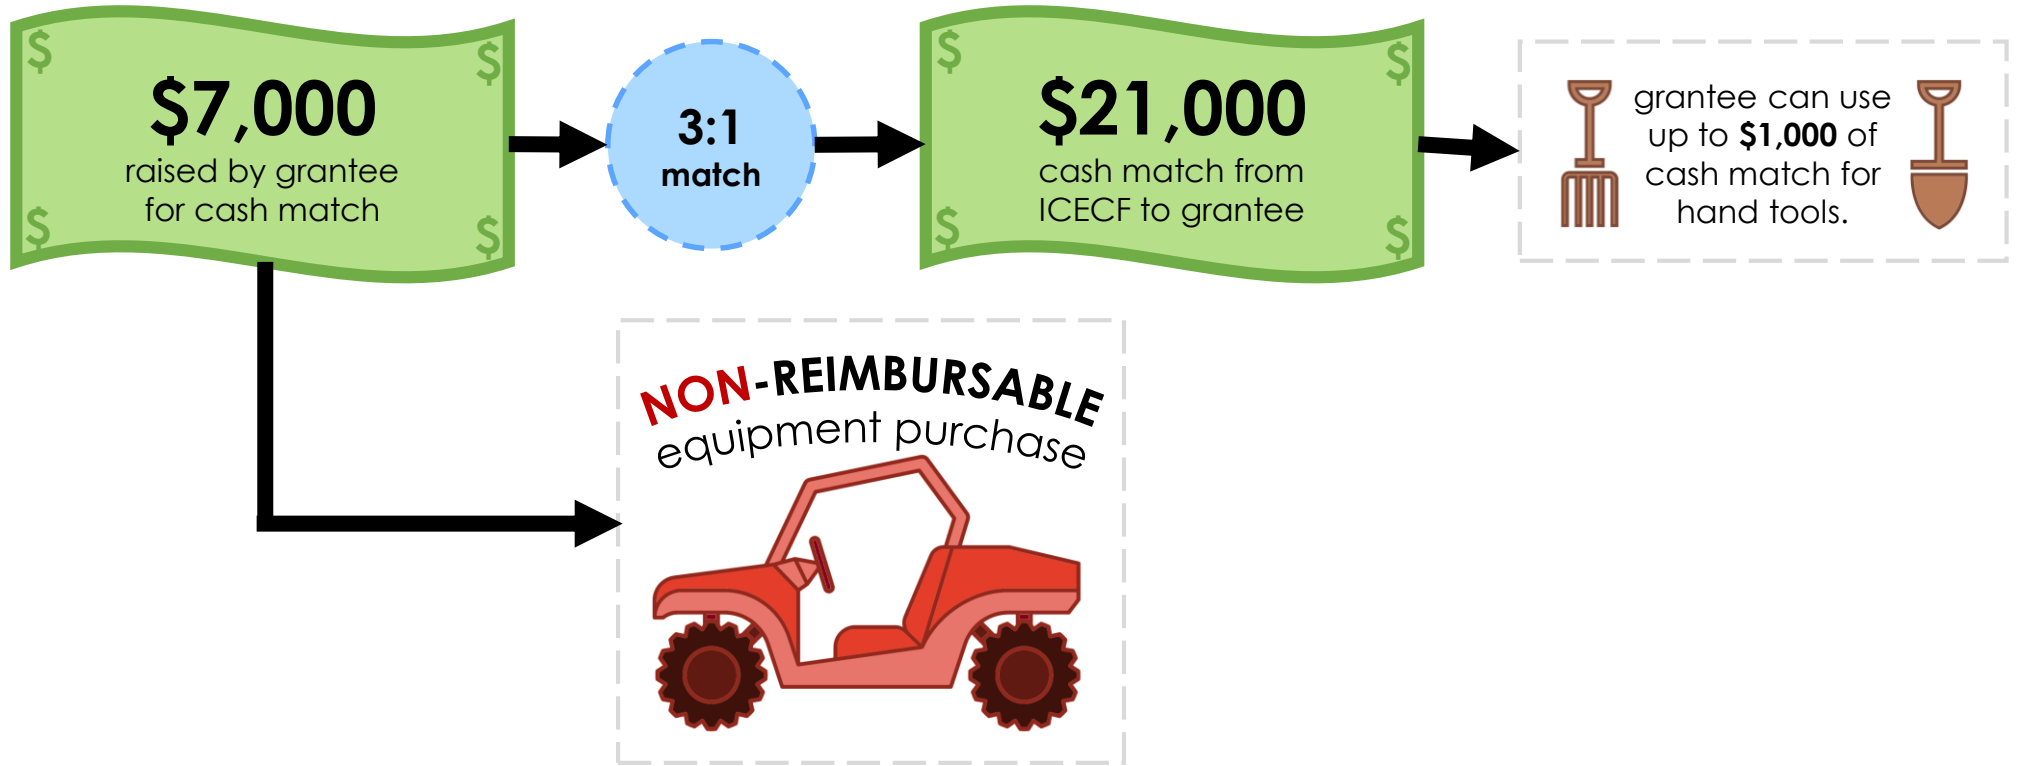 $7,000
raised by grantee
for cash match
3:1
match
$21,000
cash match from
ICECF to grantee
grantee can use
up to $1,000 of
cash match for
hand tools.
NON-REIMBURSABLE
equipment purchase